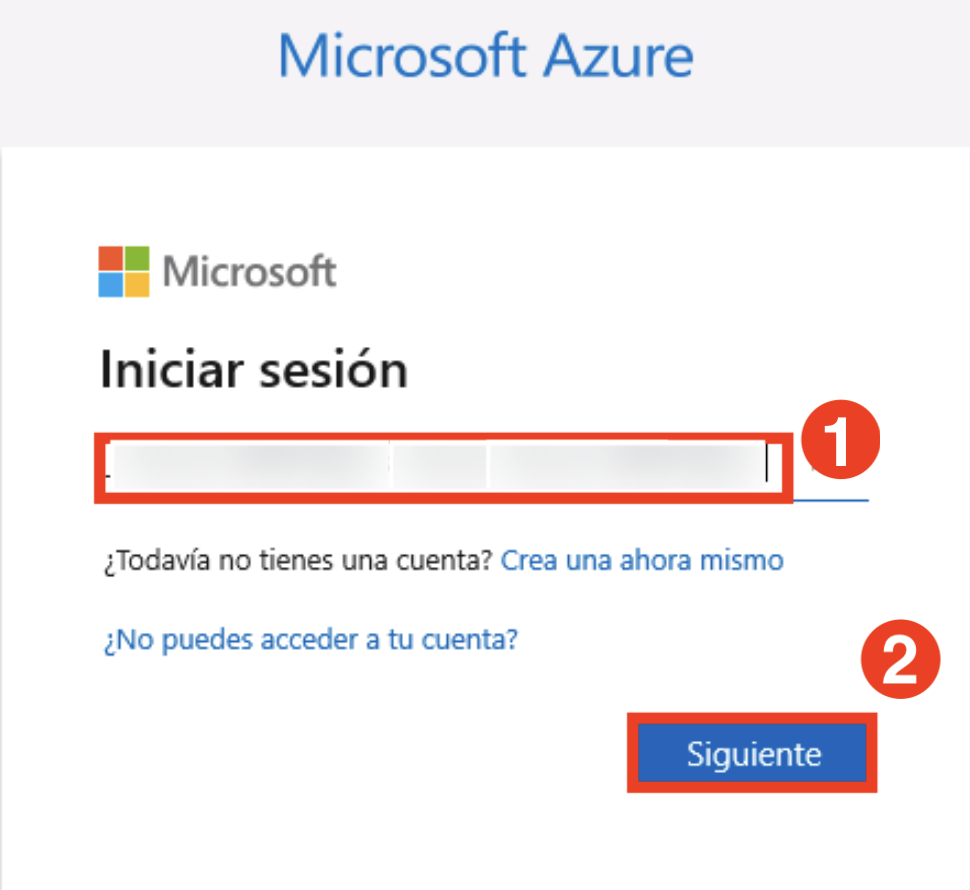 Microsoft Azure
Microsoft
Iniciar sesión
1
¿Todavía no tienes una cuenta? Crea una ahora mismo
¿No puedes acceder a tu cuenta?
2
Siguiente